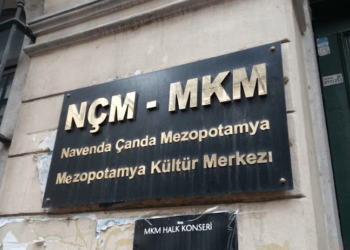 NÇM - MKM
Navenda Çanda Mezopotamya
Mezopotamya Kültür Merkezi
MKM HALK KONSERİ